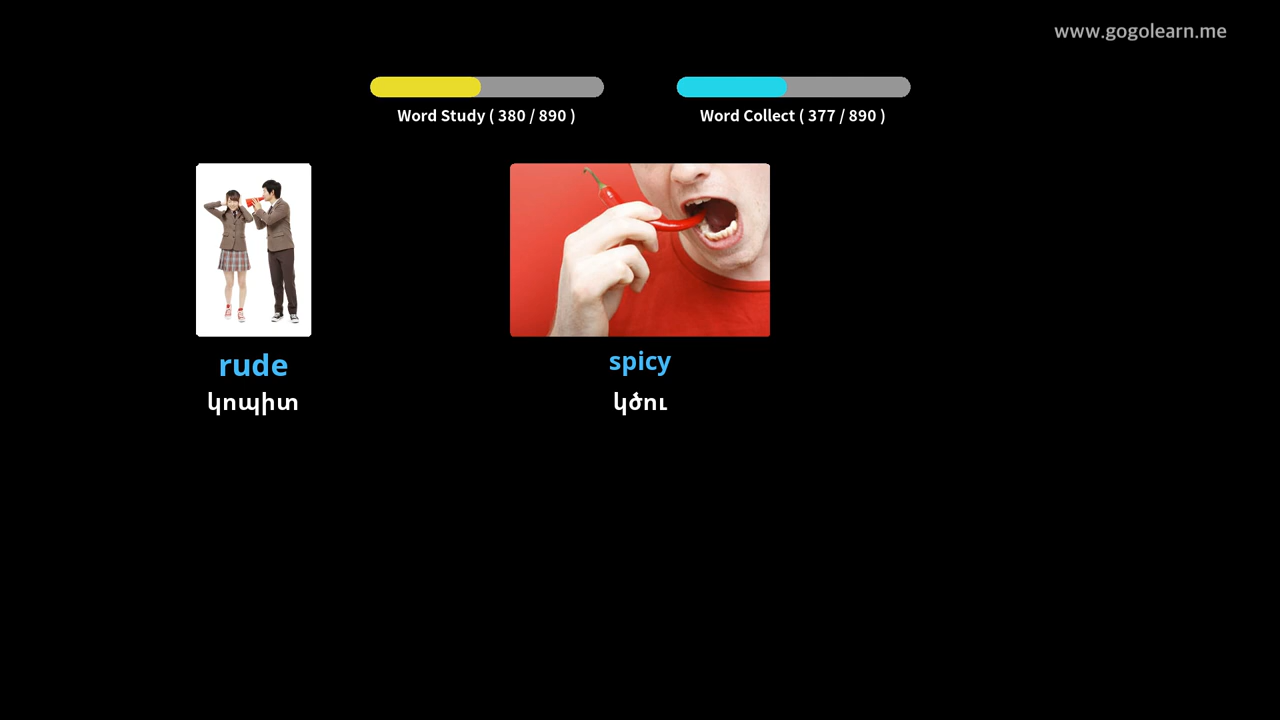 www.gogolearn.me
Word Study ( 380 / 890 )
Word Collect ( 377 / 890 )
rude
կոպիտ
spicy
կծու